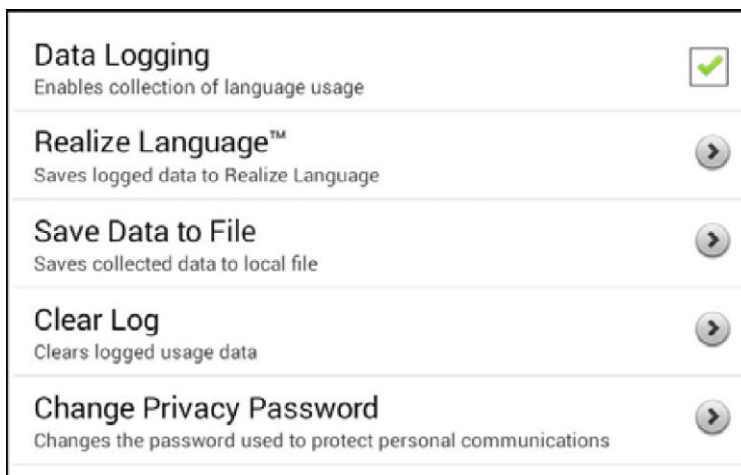 Data Logging
Enables collection of language usage
Realize Language™
Saves logged data to Realize Language
Save Data to File
Saves collected data to local file
Clear Log
Clears logged usage data
Change Privacy Password
Changes the password used to protect personal communications